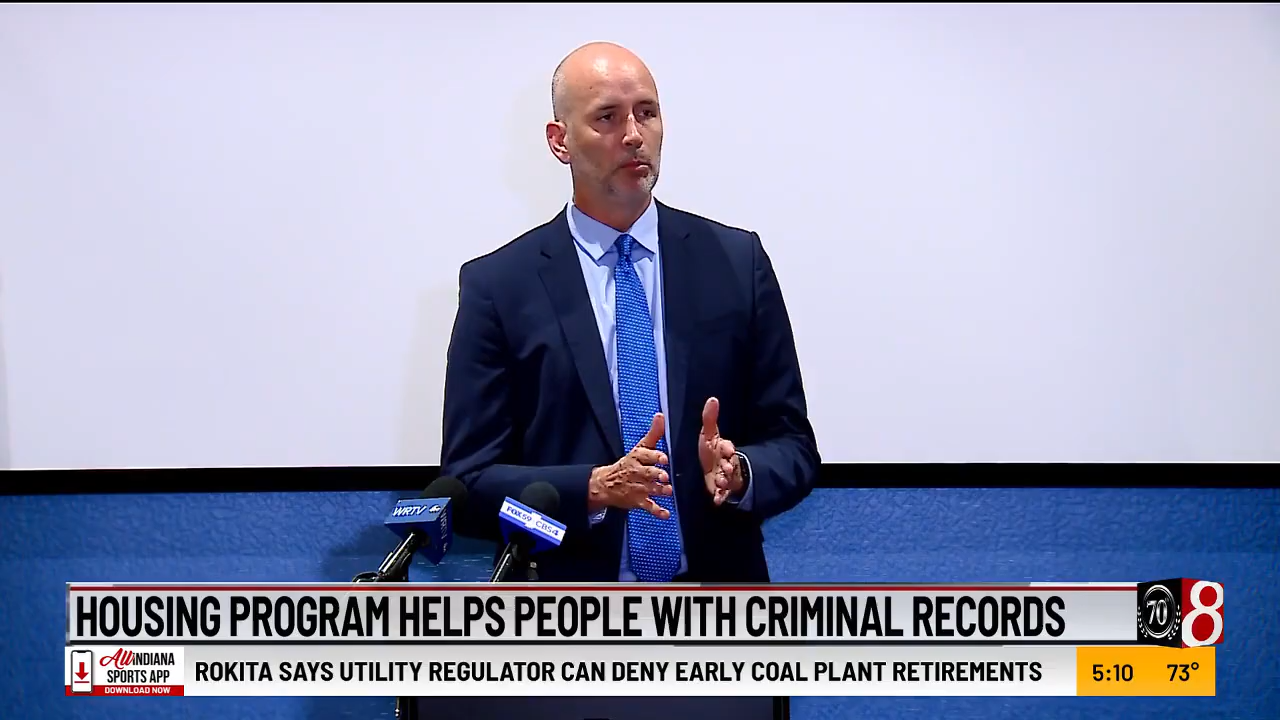 WRTV
FOX59 CBS4
HOUSING PROGRAM HELPS PEOPLE WITH CRIMINAL RECORDS
70
8
All INDIANA
SPORTS APP
DOWNLOAD NOW
ROKITA SAYS UTILITY REGULATOR CAN DENY EARLY COAL PLANT RETIREMENTS
5:10 73°